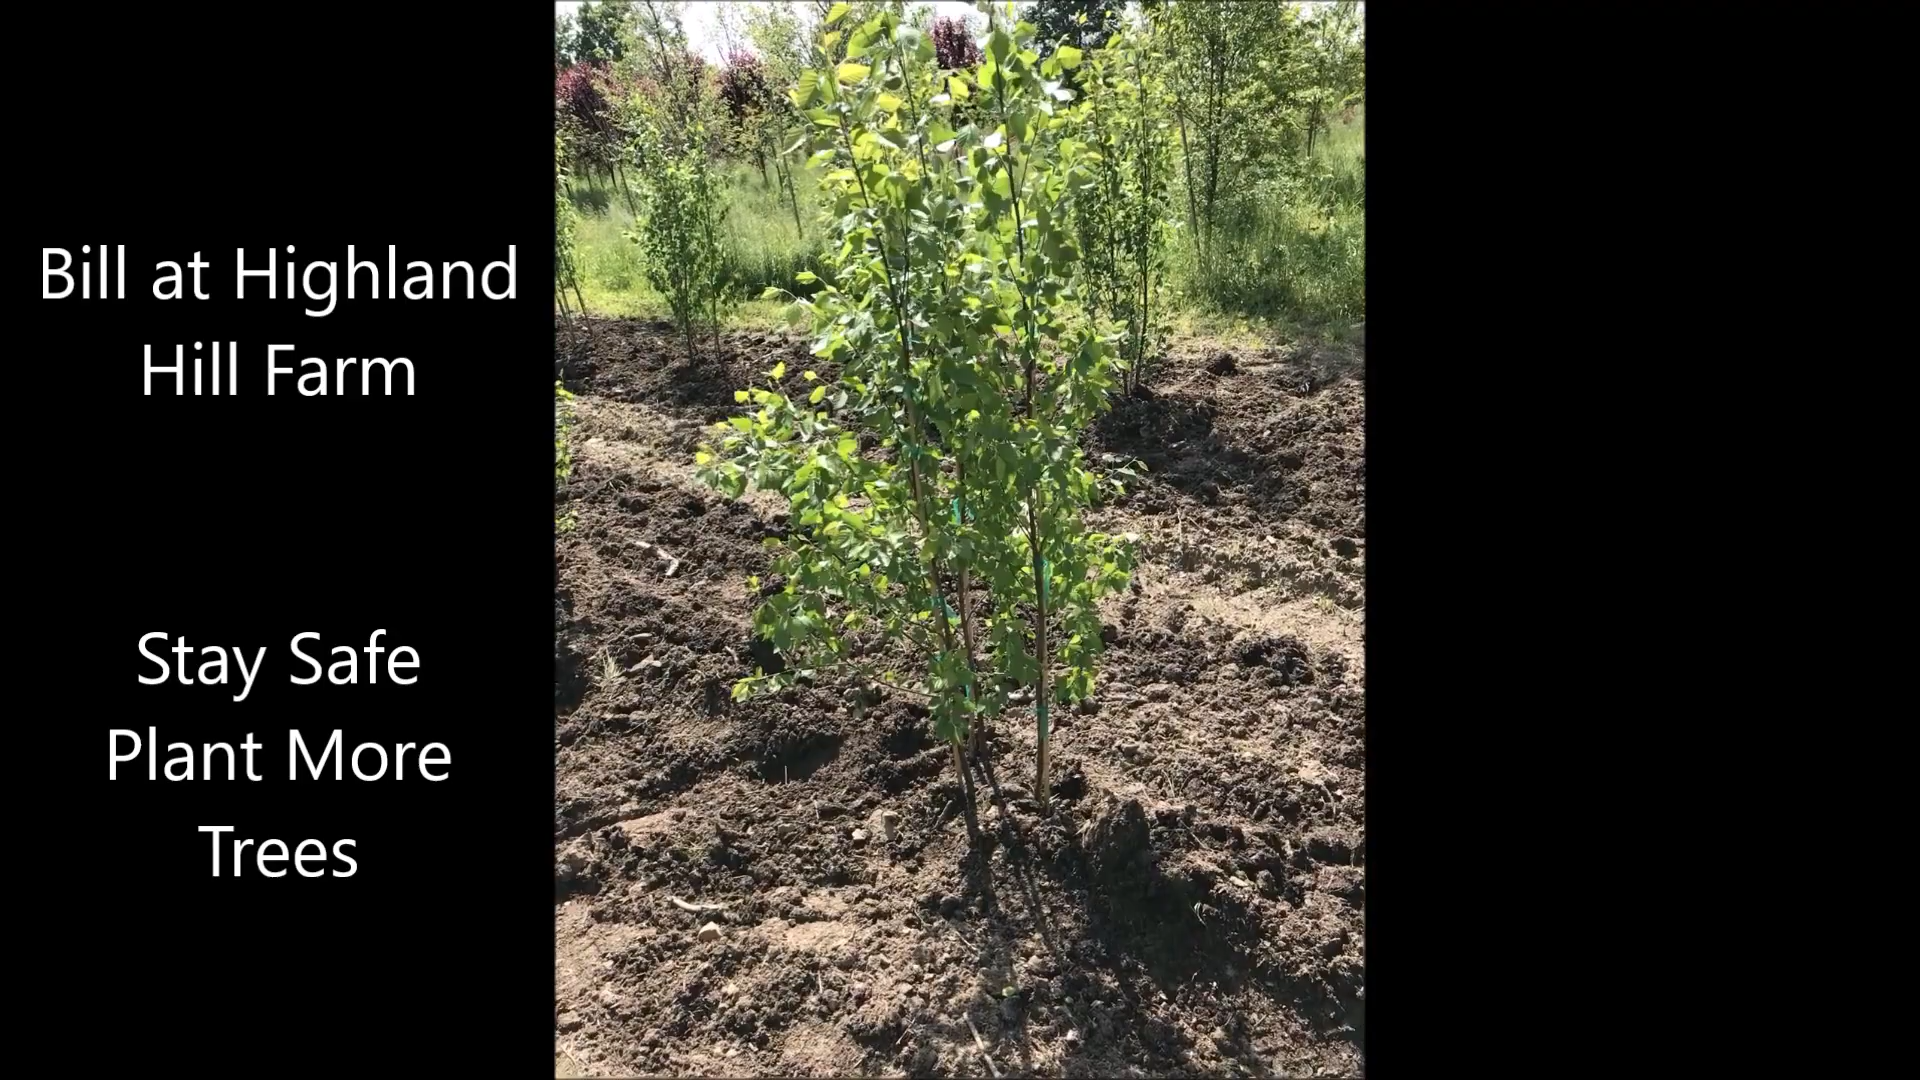 Bill at Highland
Hill Farm
Stay Safe
Plant More
Trees